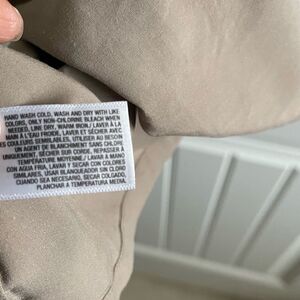 HAND WASH COLD, WASH AND DRY WITH LIKE
COLORS, ONLY NON-CHLORINE BLEACH WHEN
NEEDED, LINE DRY, WARM IRON/ LAVER À LA
MAIN À L'EAU FROIDE, LAVER ET SÉCHER AVEC
DES COULEURS SEMBLABLES, UTILISER AU BESOIN
UN AGENT DE BLANCHIMENT SANS CHLORE
UNIQUEMENT, SÉCHER SUR CORDE, REPASSER À
TEMPÉRATURE MOYENNE/ LAVAR A MANO
CON AGUA FRIA, LAVAR Y SECAR CON COLORES
SIMILARES, USAR BLANQUEADOR SIN CLORO
CUANDO SEA NECESARIO, SECAR COLGADO,
PLANCHAR A TEMPERATURA MEDIA.